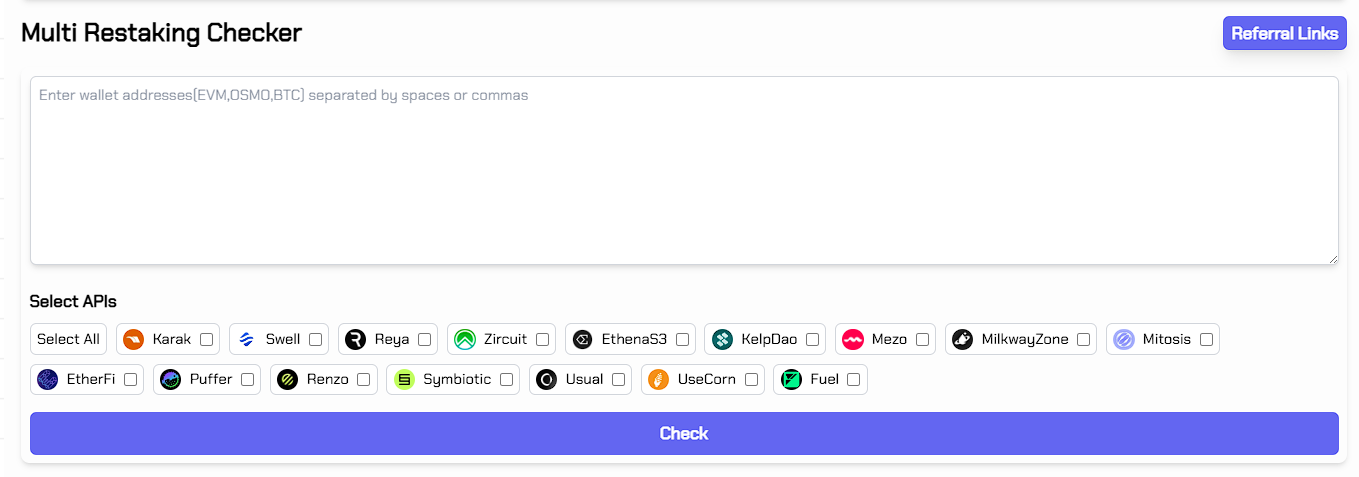 Multi Restaking Checker
Referral Links
Enter wallet addresses[EVM,OSMO,BTC] separated by spaces or commas
Select APIs
Select All Karak Swell Reya Zircuit EthenaS3 KelpDao Mezo MilkwayZone Mitosis
EtherFi Puffer Renzo Symbiotic Usual UseCorn Fuel
Check